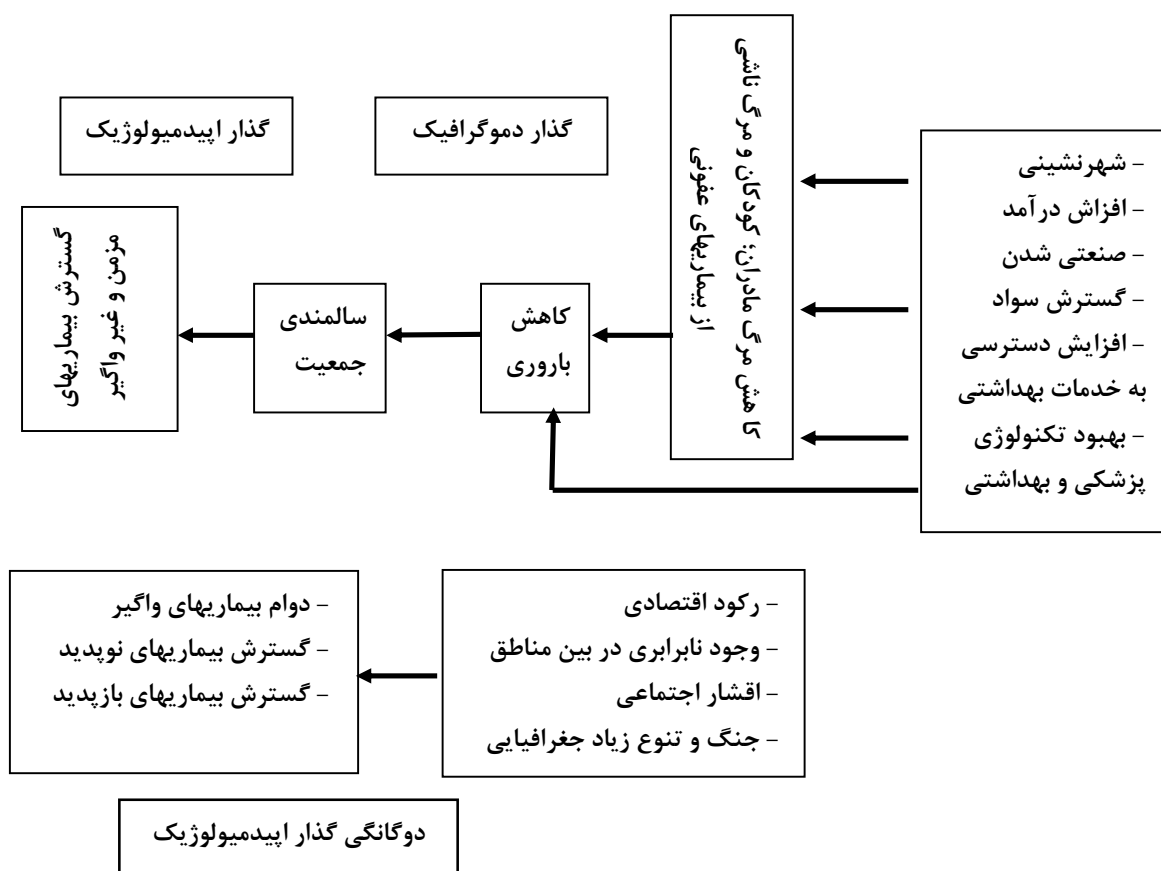 گذار اپیدمیولوژیک
گذار دموگرافیک
کا هش مرگ مادران؛ کودکان و مرگ ناشی
از بیماریهای عفونی
– شهرنشینی
– افزاش درآمد
– صنعتی شدن
– گسترش سواد
– افزایش دسترسی
به خدمات بهداشتی
– بهبود تکنولوژی
پزشکی و بهداشتی
کاهش
باروری
سالمندی
جمعیت
گسترش بیماریهای
مزمن و غیر واگیر
– رکود اقتصادی
– وجود نابرابری در بین مناطق
– اقشار اجتماعی
– جنگ و تنوع زیاد جغرافیایی
– دوام بیماریهای واگیر
– گسترش بیماریهای نوپدید
– گسترش بیماریهای بازپدید
دوگانگی گذار اپیدمیولوژیک